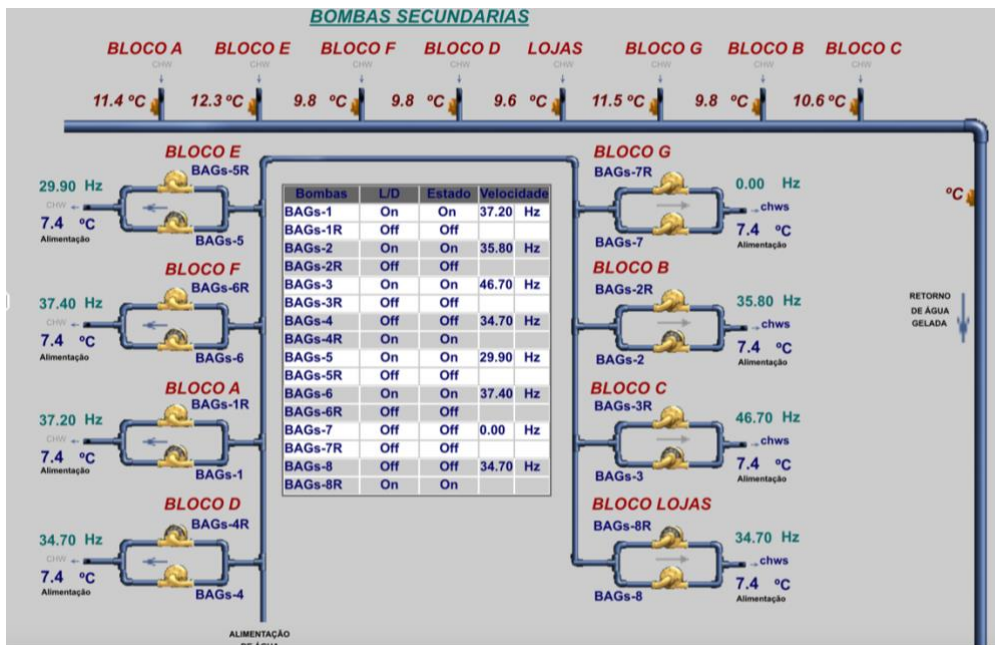 BOMBAS SECUNDARIAS
BLOCO A BLOCO E BLOCO F BLOCO D LOJAS BLOCO G BLOCO B BLOCO C
CHW CHW CHW CHW CHW CHW CHW CHW
11.4 ºC 12.3 ºC 9.8 ºC 9.8 ºC 9.6 ºC 11.5 ºC 9.8 ºC 10.6 ºC
BLOCO E
BAGs-5R
29.90 Hz
CHW
7.4 ºC
Alimentação
BAGs-5
BLOCO F
BAGs-6R
37.40 Hz
CHW
7.4 ºC
Alimentação
BAGs-6
BLOCO A
BAGs-1R
37.20 Hz
CHW
7.4 ºC
Alimentação
BAGs-1
BLOCO D
BAGs-4R
34.70 Hz
CHW
7.4 ºC
Alimentação
BAGs-4
ALIMENTAÇÃO
DE ÁGUA
Bombas L/D Estado Velocidade
BAGs-1 On On 37.20 Hz
BAGs-1R Off Off
BAGs-2 On On 35.80 Hz
BAGs-2R Off Off
BAGs-3 On On 46.70 Hz
BAGs-3R Off Off
BAGs-4 Off Off 34.70 Hz
BAGs-4R On On
BAGs-5 On On 29.90 Hz
BAGs-5R Off Off
BAGs-6 On On 37.40 Hz
BAGs-6R Off Off
BAGs-7 Off Off 0.00 Hz
BAGs-7R Off Off
BAGs-8 Off Off 34.70 Hz
BAGs-8R On On
BLOCO G
BAGs-7R
0.00 Hz
chws
7.4 ºC
Alimentação
BAGs-7
BLOCO B
BAGs-2R
35.80 Hz
chws
7.4 ºC
Alimentação
BAGs-2
BLOCO C
BAGs-3R
46.70 Hz
chws
7.4 ºC
Alimentação
BAGs-3
BLOCO LOJAS
BAGs-8R
34.70 Hz
chws
7.4 ºC
Alimentação
BAGs-8
ºC
RETORNO
DE ÁGUA
GELADA